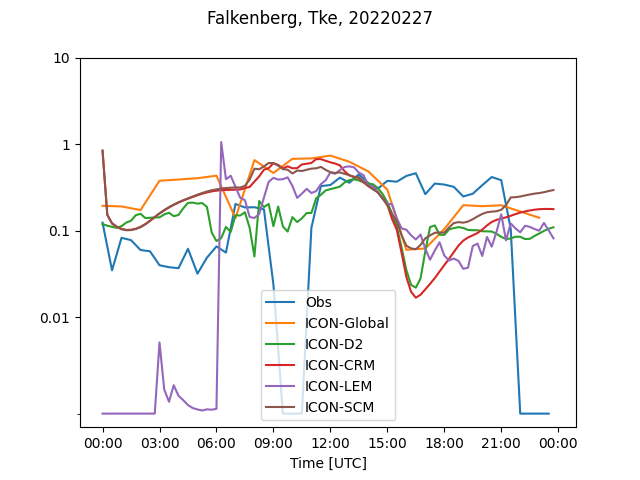 Falkenberg, Tke, 20220227
10
1
0.1
0.01
Obs
ICON-Global
ICON-D2
ICON-CRM
ICON-LEM
ICON-SCM
00:00 03:00 06:00 09:00 12:00 15:00 18:00 21:00 00:00
Time [UTC]